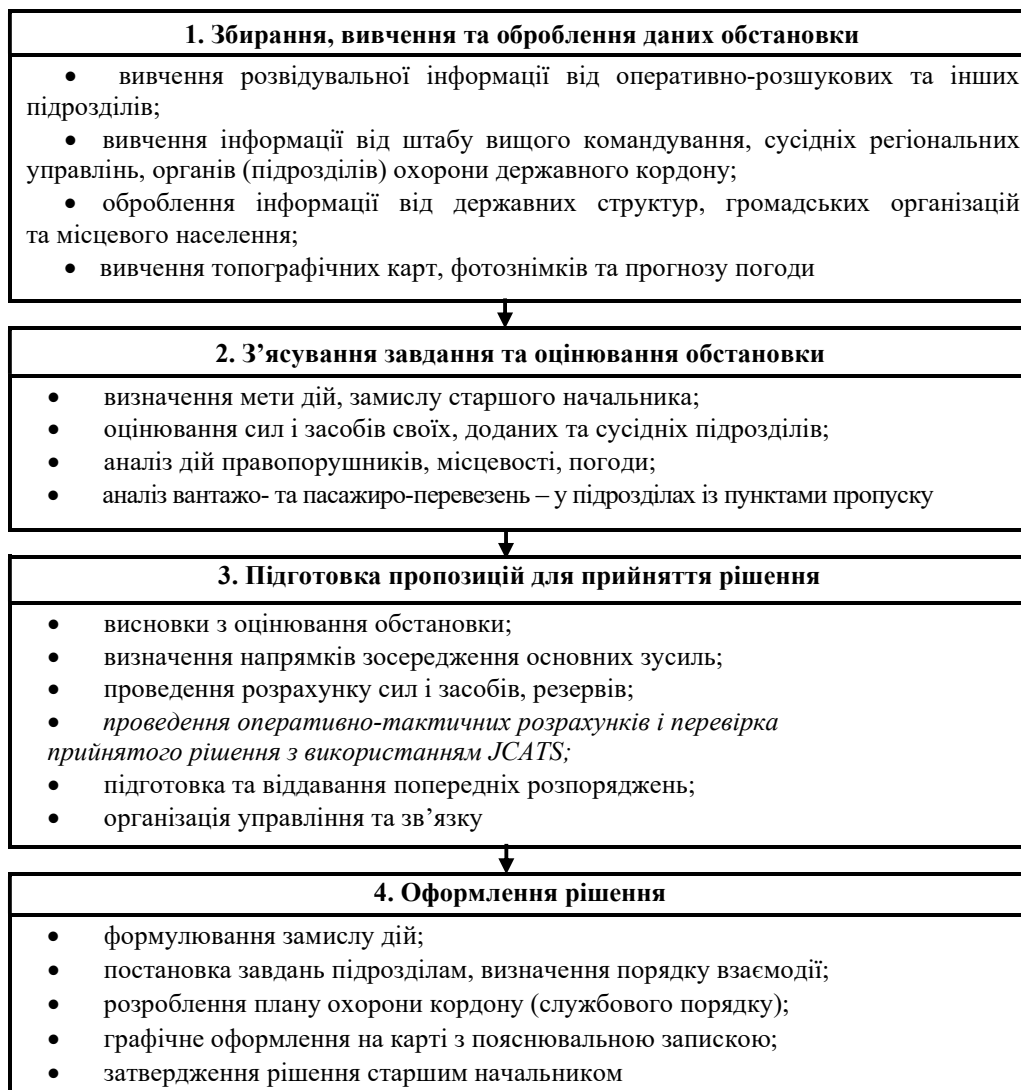 1. Збирання, вивчення та оброблення даних обстановки
• вивчення розвідувальної інформації від оперативно-розшукових та інших
підрозділів;
• вивчення інформації від штабу вищого командування, сусідніх регіональних
управлінь, органів (підрозділів) охорони державного кордону;
• оброблення інформації від державних структур, громадських організацій
та місцевого населення;
• вивчення топографічних карт, фотознімків та прогнозу погоди
2. З’ясування завдання та оцінювання обстановки
• визначення мети дій, замислу старшого начальника;
• оцінювання сил і засобів своїх, доданих та сусідніх підрозділів;
• аналіз дій правопорушників, місцевості, погоди;
• аналіз вантажо- та пасажиро-перевезень – у підрозділах із пунктами пропуску
3. Підготовка пропозицій для прийняття рішення
• висновки з оцінювання обстановки;
• визначення напрямків зосередження основних зусиль;
• проведення розрахунку сил і засобів, резервів;
• проведення оперативно-тактичних розрахунків і перевірка
прийнятого рішення з використанням JCATS;
• підготовка та віддавання попередніх розпоряджень;
• організація управління та зв’язку
4. Оформлення рішення
• формулювання замислу дій;
• постановка завдань підрозділам, визначення порядку взаємодії;
• розроблення плану охорони кордону (службового порядку);
• графічне оформлення на карті з пояснювальною запискою;
• затвердження рішення старшим начальником